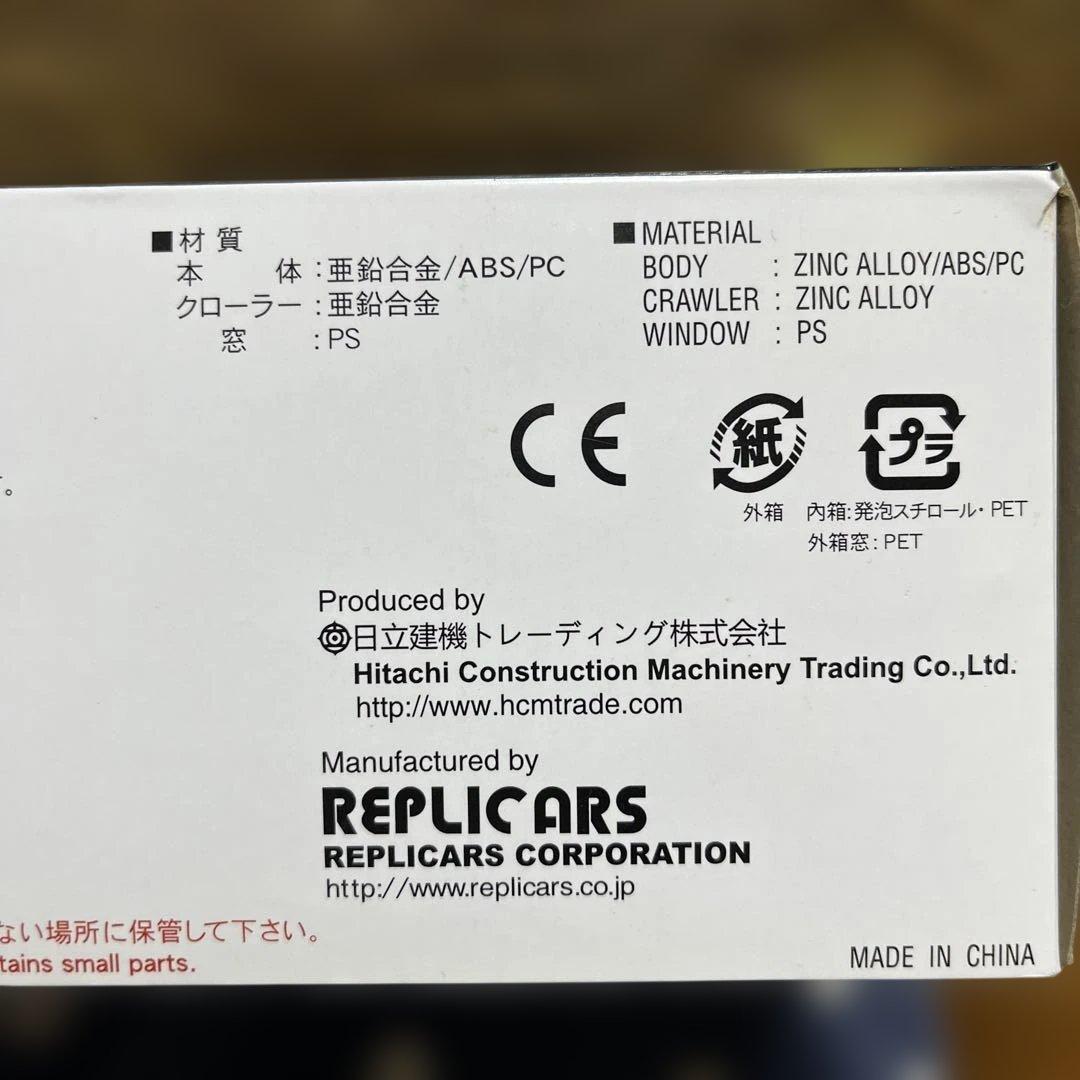 ■材質
本 体:亜鉛合金/ABS/PC
クローラー:亜鉛合金
窓 :PS
■MATERIAL
BODY : ZINC ALLOY/ABS/PC
CRAWLER : ZINC ALLOY
WINDOW : PS
す。
CE
紙
プラ
外箱
内箱:発泡スチロール・PET
外箱窓:PET
Produced by
日立建機トレーディング株式会社
Hitachi Construction Machinery Trading Co.,Ltd.
http://www.hcmtrade.com
Manufactured by
REPLICARS
REPLICARS CORPORATION
http://www.replicars.co.jp
ない場所に保管して下さい。
tains small parts.
MADE IN CHINA